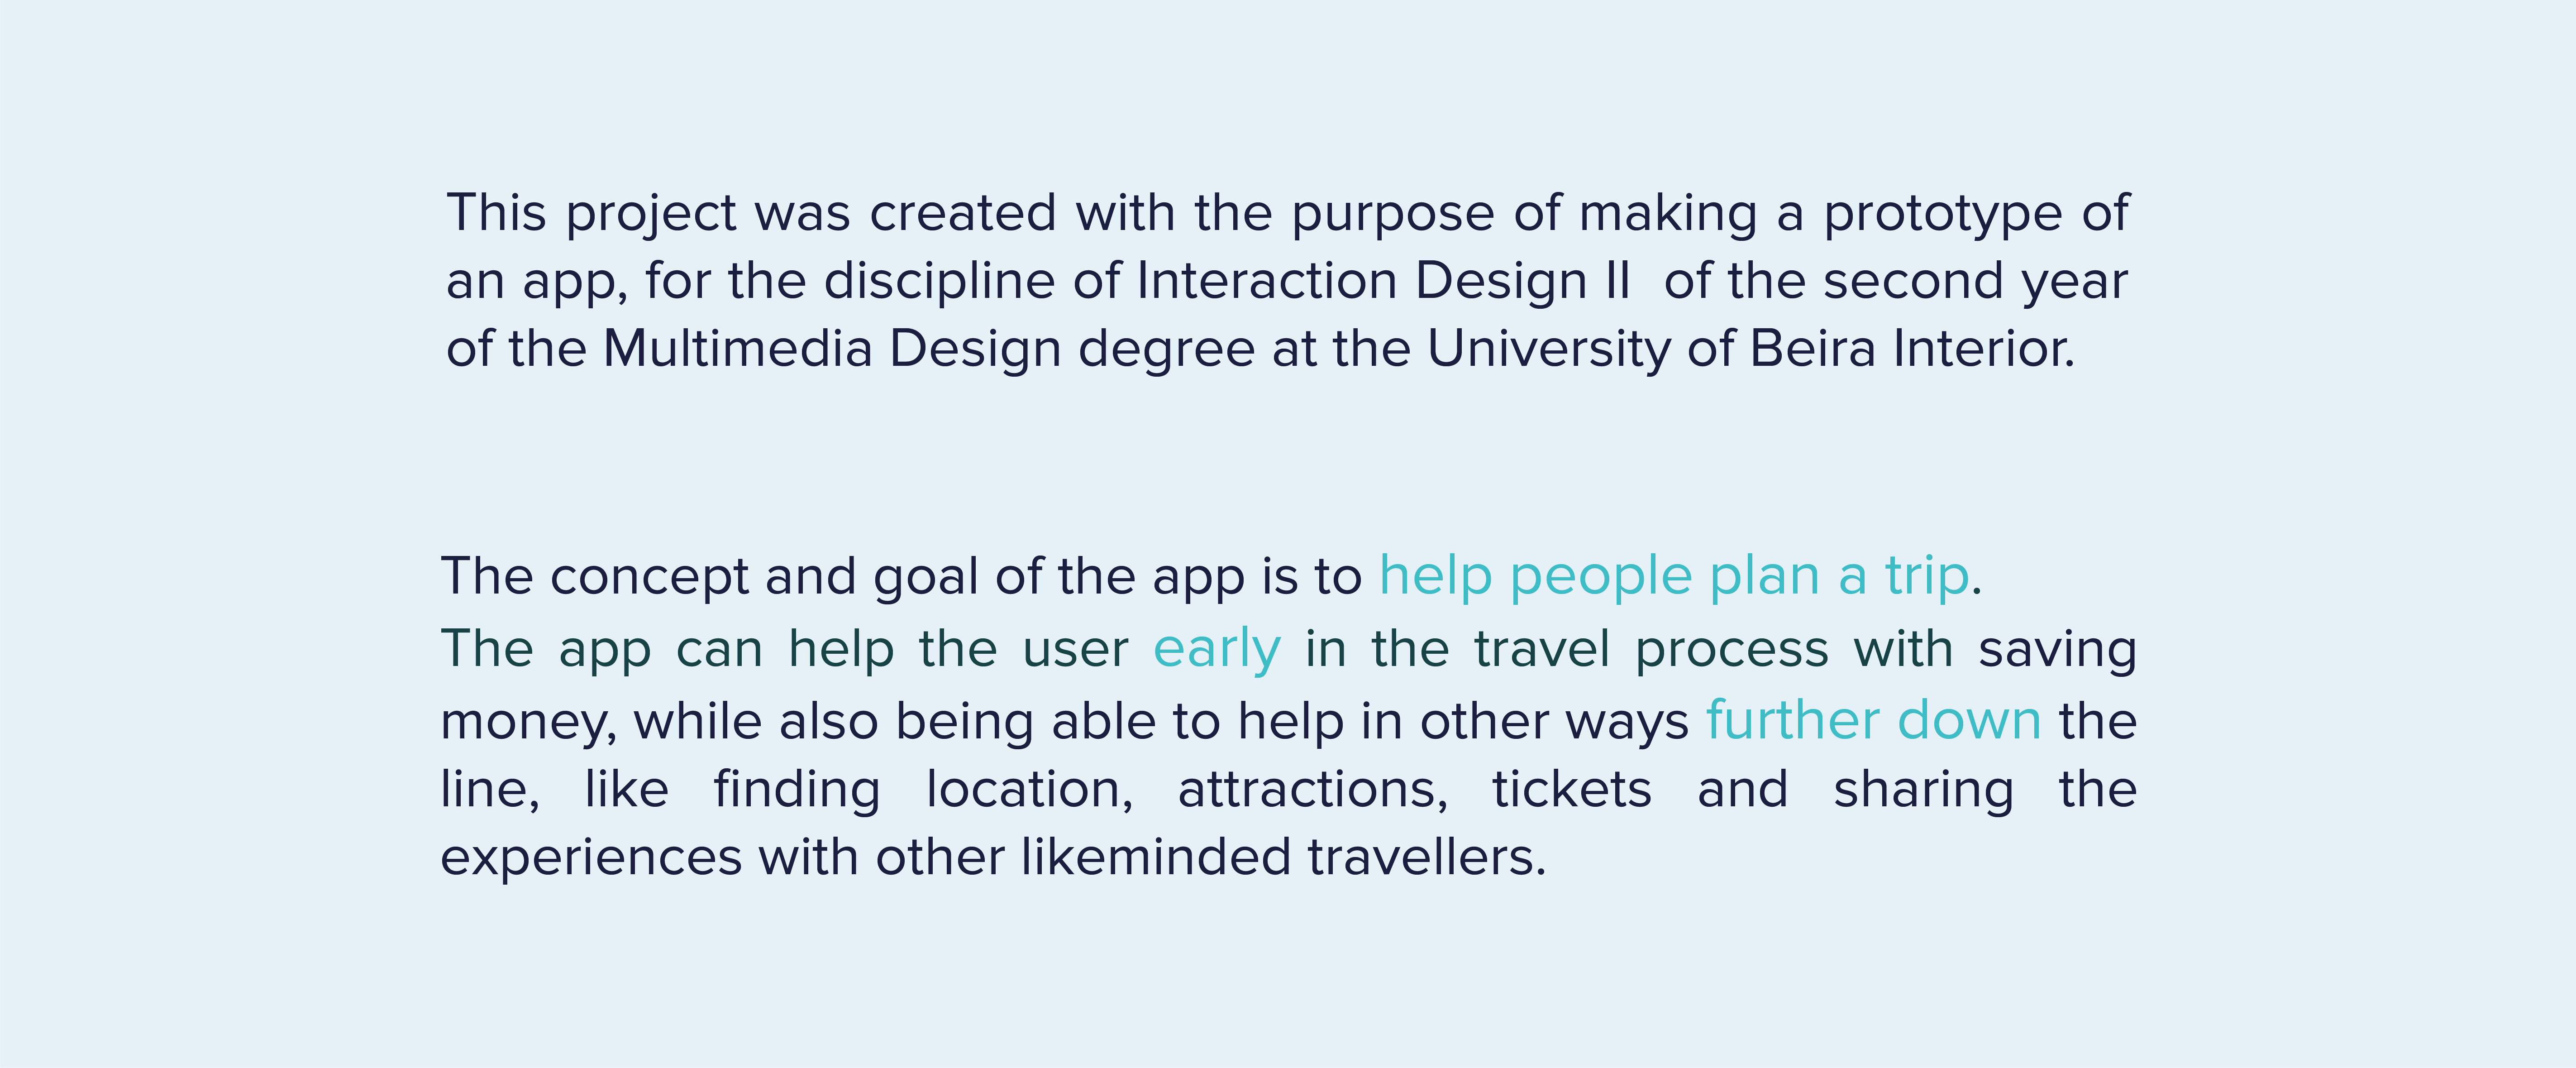 This project was created with the purpose of making a prototype of
an app, for the discipline of Interaction Design II  of the second year
of the Multimedia Design degree at the University of Beira Interior.
The concept and goal of the app is to help people plan a trip.
The app can help the user early in the travel process with saving
money, while also being able to help in other ways further down the
line, like finding location, attractions, tickets and sharing the
experiences with other likeminded travellers.